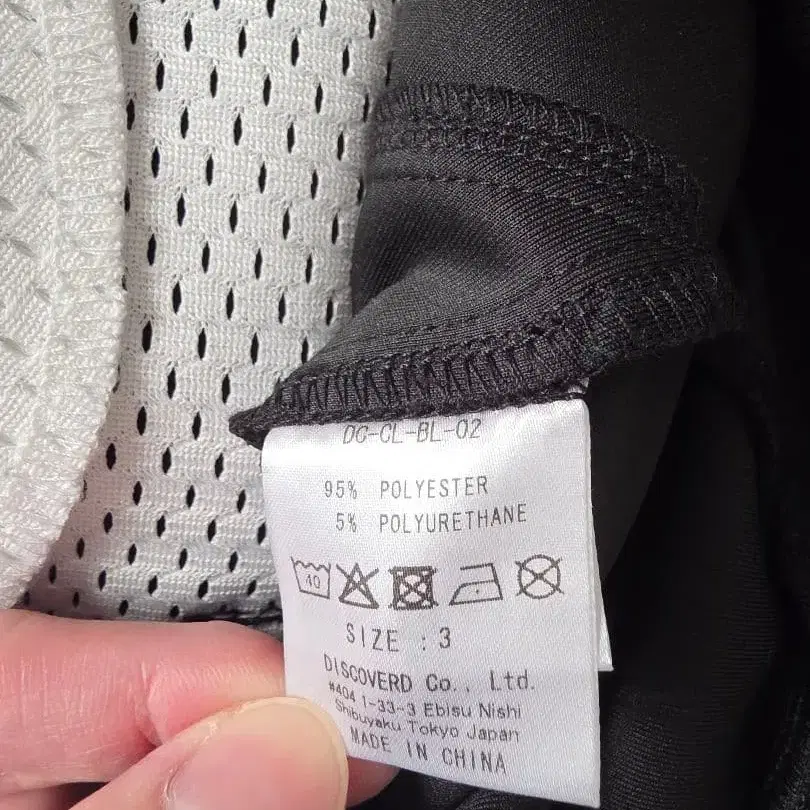 DC-CL-BL-02
95% POLYESTER
5% POLYURETHANE
40
SIZE : 3
DISCOVERD Co., Ltd.
#404 1-33-3 Ebisu Nishi
Shibuyaku Tokyo Japan
MADE IN CHINA